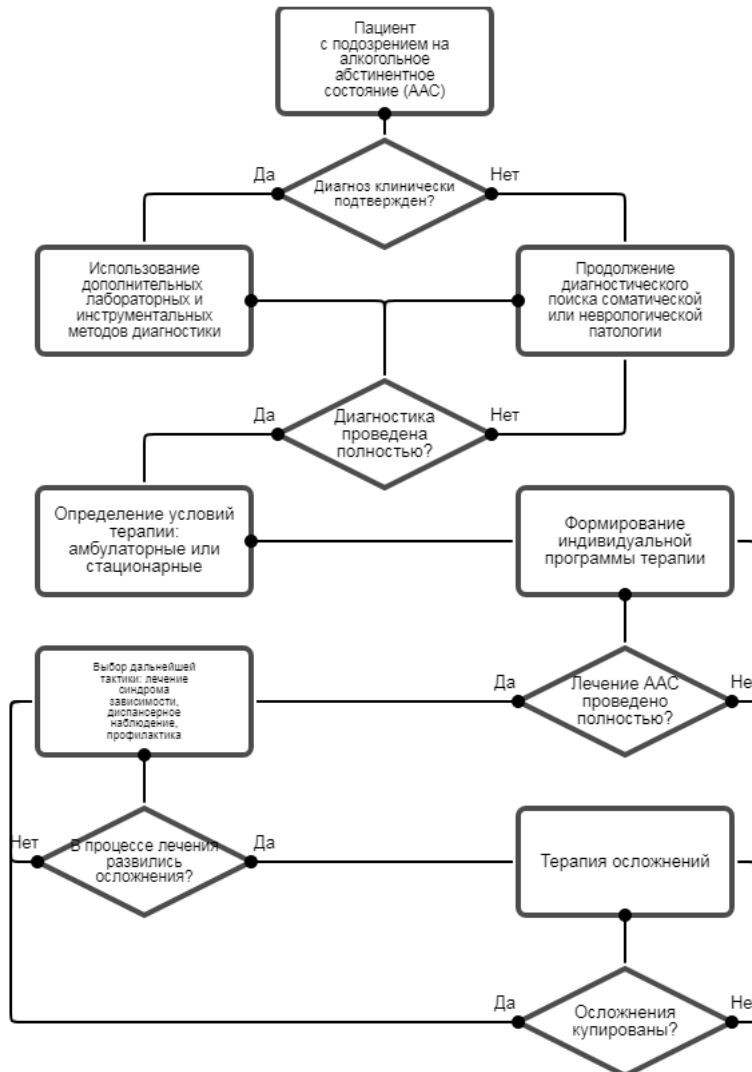 Пациент
с подозрением на
алкогольное
абстинентное
состояние (ААС)
Да
Нет
Диагноз клинически
подтвержден?
Использование
дополнительных
лабораторных и
инструментальных
методов диагностики
Продолжение
диагностического
поиска соматической
или неврологической
патологии
Да
Нет
Диагностика
проведена
полностью?
Определение условий
терапии:
амбулаторные или
стационарные
Формирование
индивидуальной
программы терапии
Выбор дальнейшей
тактики: лечение
синдрома
зависимости,
диспансерное
наблюдение,
профилактика
Да
Лечение ААС
проведено
полностью?
Не
Нет
В процессе лечения
развились
осложнения?
Да
Терапия осложнений
Да
Осложнения
купированы?
Не